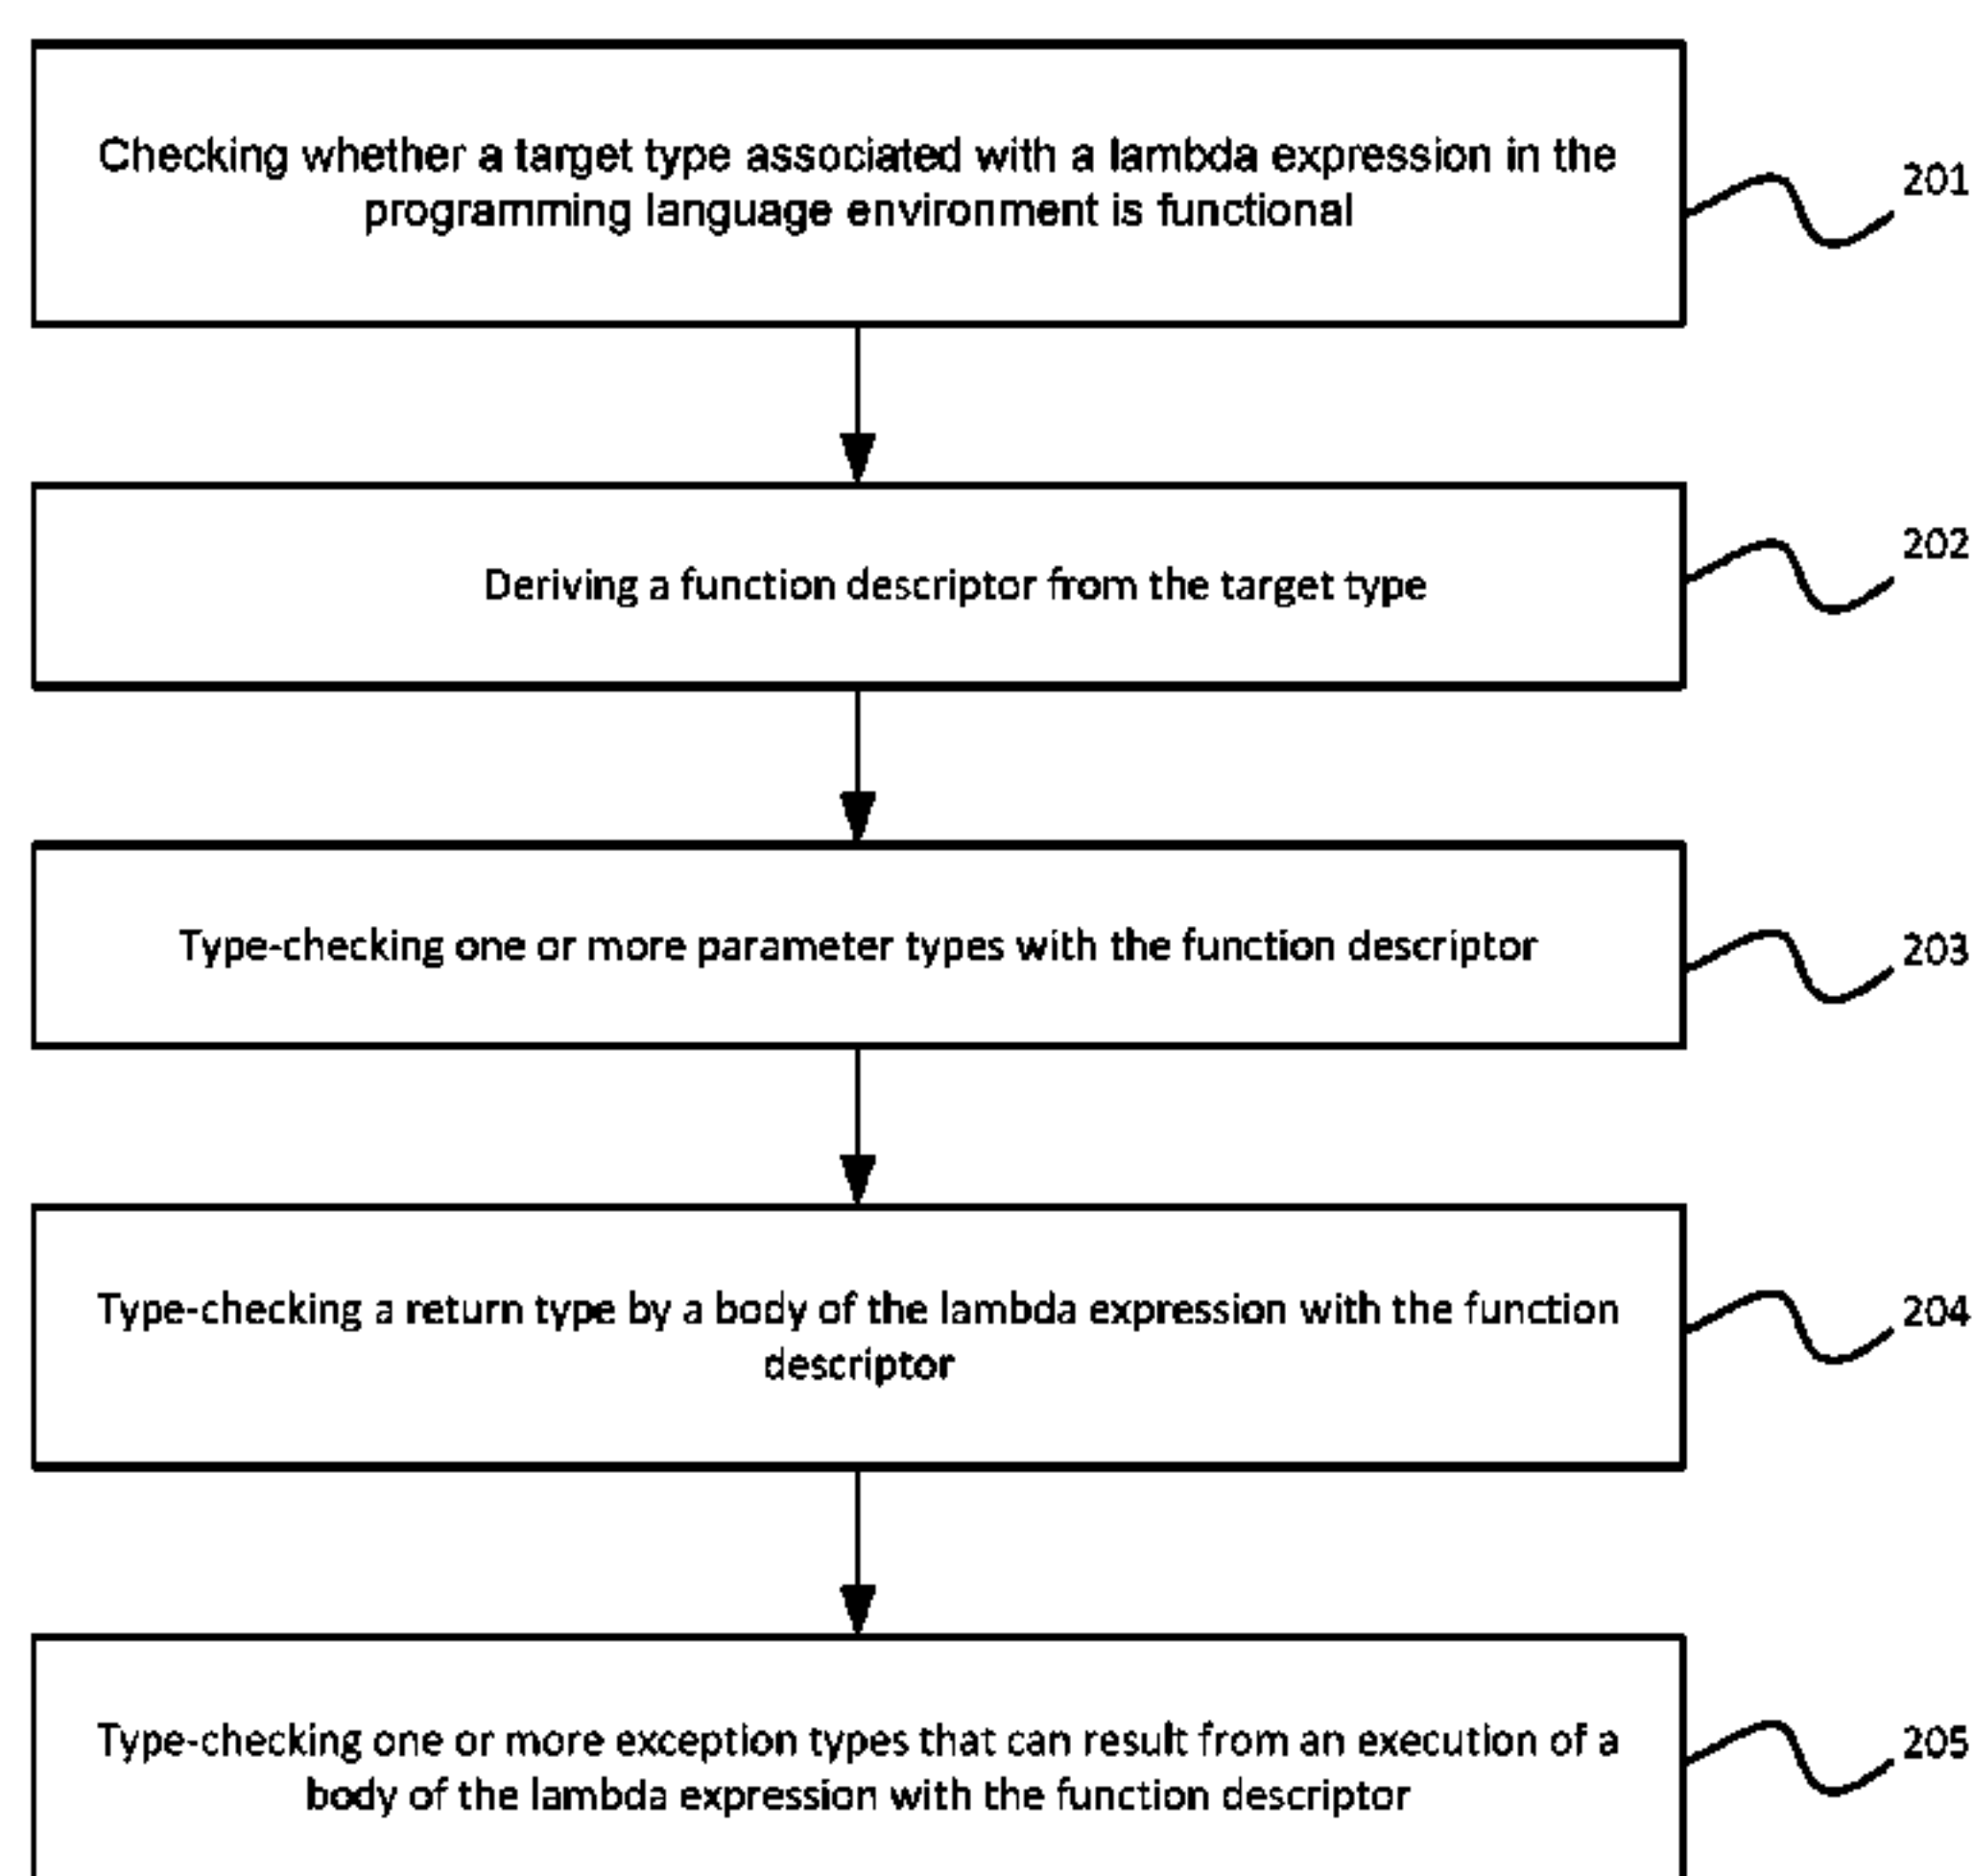 Checking whether a target type associated with a lambda expression in the
programming language environment is functional
201
Deriving a function descriptor from the target type
202
Type-checking one or more parameter types with the function descriptor
203
Type-checking a return type by a body of the lambda expression with the function
descriptor
204
Type-checking one or more exception types that can result from an execution of a
body of the lambda expression with the function descriptor
205